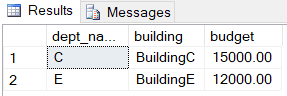 Results Messages
dept_na... building budget
1 C BuildingC 15000.00
2 E BuildingE 12000.00